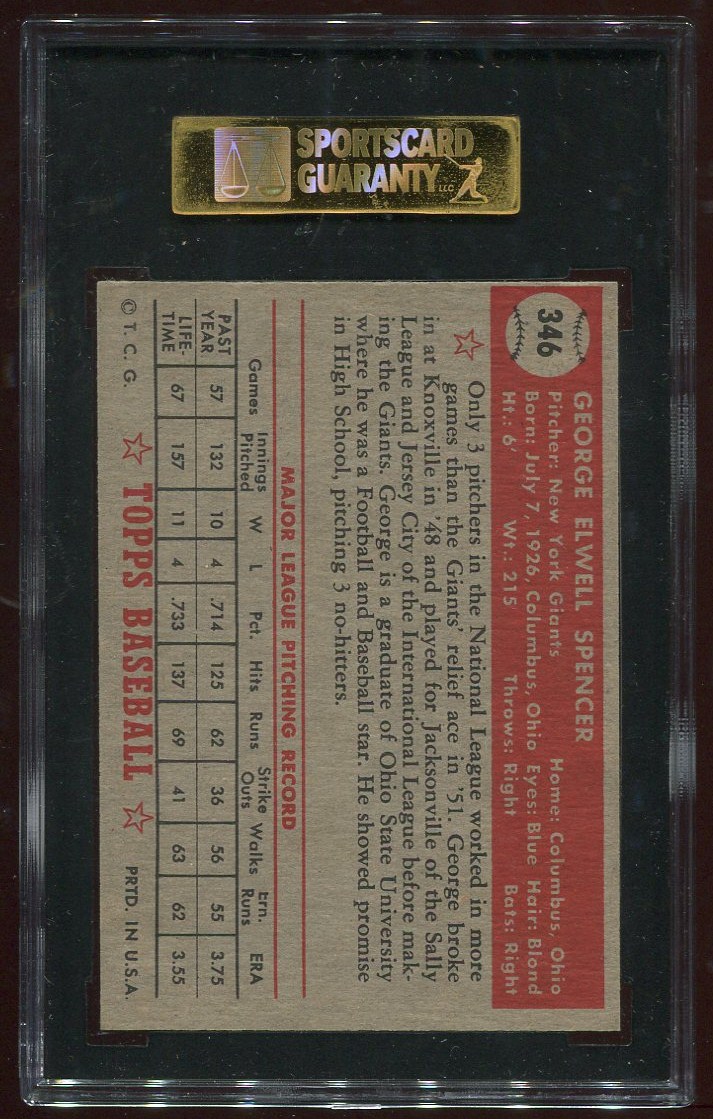 SPORTSCARD
GUARANTY LLC
346
GEORGE ELWELL SPENCER
Pitcher: New York Giants Home: Columbus, Ohio
Born: July 7, 1926, Columbus, Ohio Eyes: Blue Hair: Blond
Ht.: 6' Wt.: 215 Throws: Right Bats: Right
Only 3 pitchers in the National League worked in more
games than the Giants' relief ace in '51. George broke
in at Knoxville in '48 and played for Jacksonville of the Sally
League and Jersey City of the International League before mak-
ing the Giants. George is a graduate of Ohio State University
where he was a Football and Baseball star. He showed promise
in High School, pitching 3 no-hitters.
MAJOR LEAGUE PITCHING RECORD
Games Innings Pitched W L Pct. Hits Runs Strike Outs Walks Ern. Runs ERA
PAST YEAR 57 132 10 4 .714 125 62 36 56 55 3.75
LIFE-TIME 67 157 11 4 .733 137 69 41 63 62 3.55
© T. C. G. TOPPS BASEBALL PRTD. IN U.S.A.